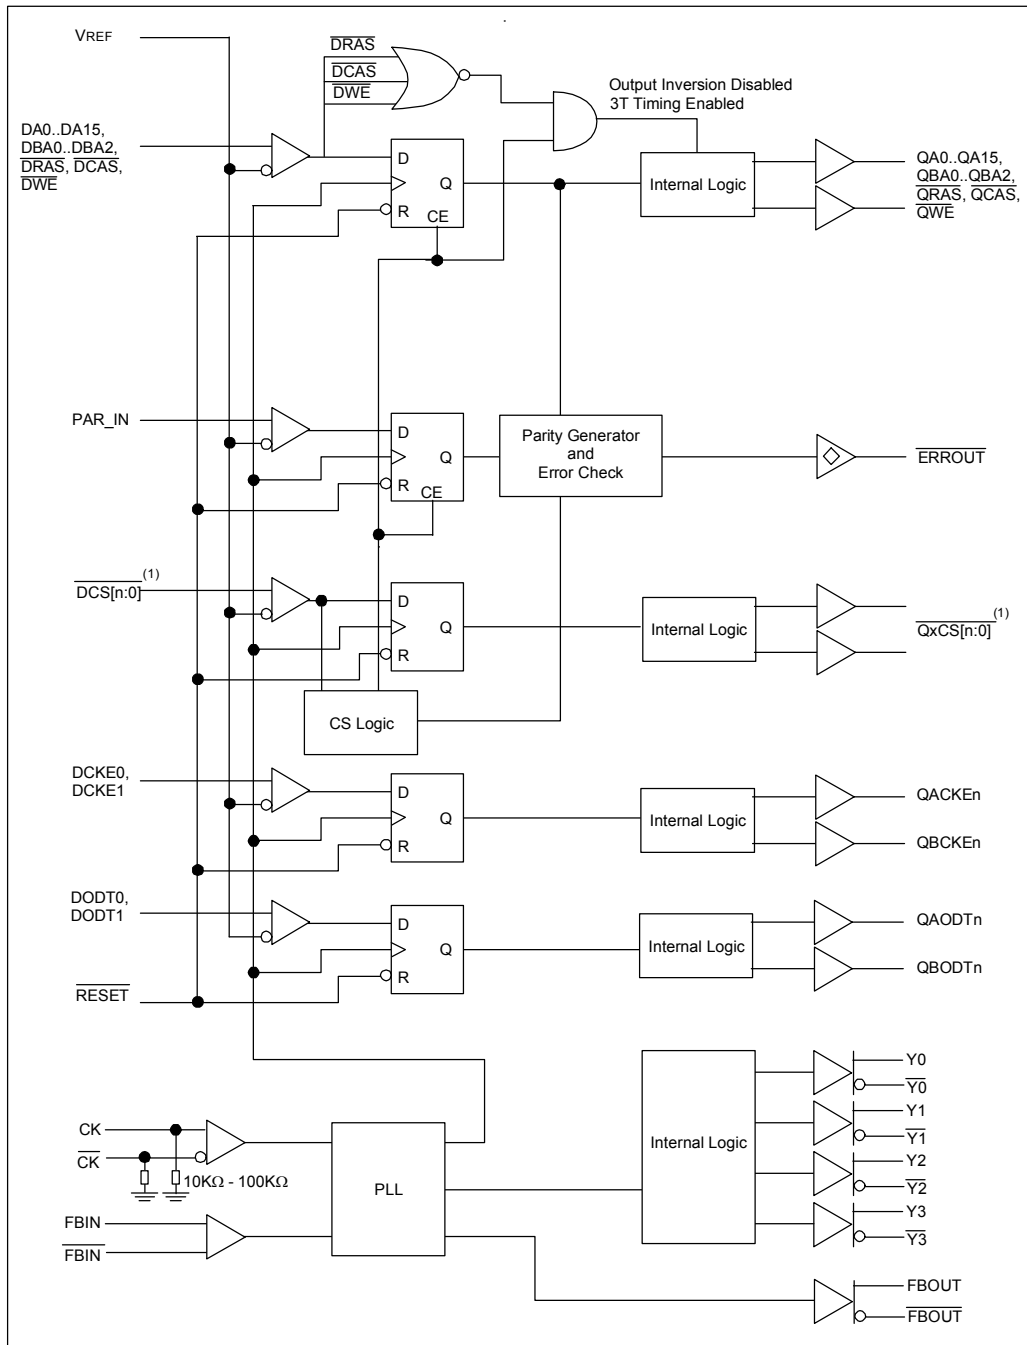 VREF
DRAS
DCAS
DWE
Output Inversion Disabled
3T Timing Enabled
DA0..DA15,
DBA0..DBA2,
DRAS, DCAS,
DWE
D
Q
R
CE
Internal Logic
QA0..QA15,
QBA0..QBA2,
QRAS, QCAS,
QWE
PAR_IN
D
Q
R
CE
Parity Generator
and
Error Check
ERROUT
DCS[n:0](1)
D
Q
R
Internal Logic
QxCS[n:0](1)
CS Logic
DCKE0,
DCKE1
D
Q
R
Internal Logic
QACKEn
QBCKEn
DODT0,
DODT1
D
Q
R
Internal Logic
QAODTn
QBODTn
RESET
CK
CK
10KΩ - 100KΩ
FBIN
FBIN
PLL
Internal Logic
Y0
Y0
Y1
Y1
Y2
Y2
Y3
Y3
FBOUT
FBOUT